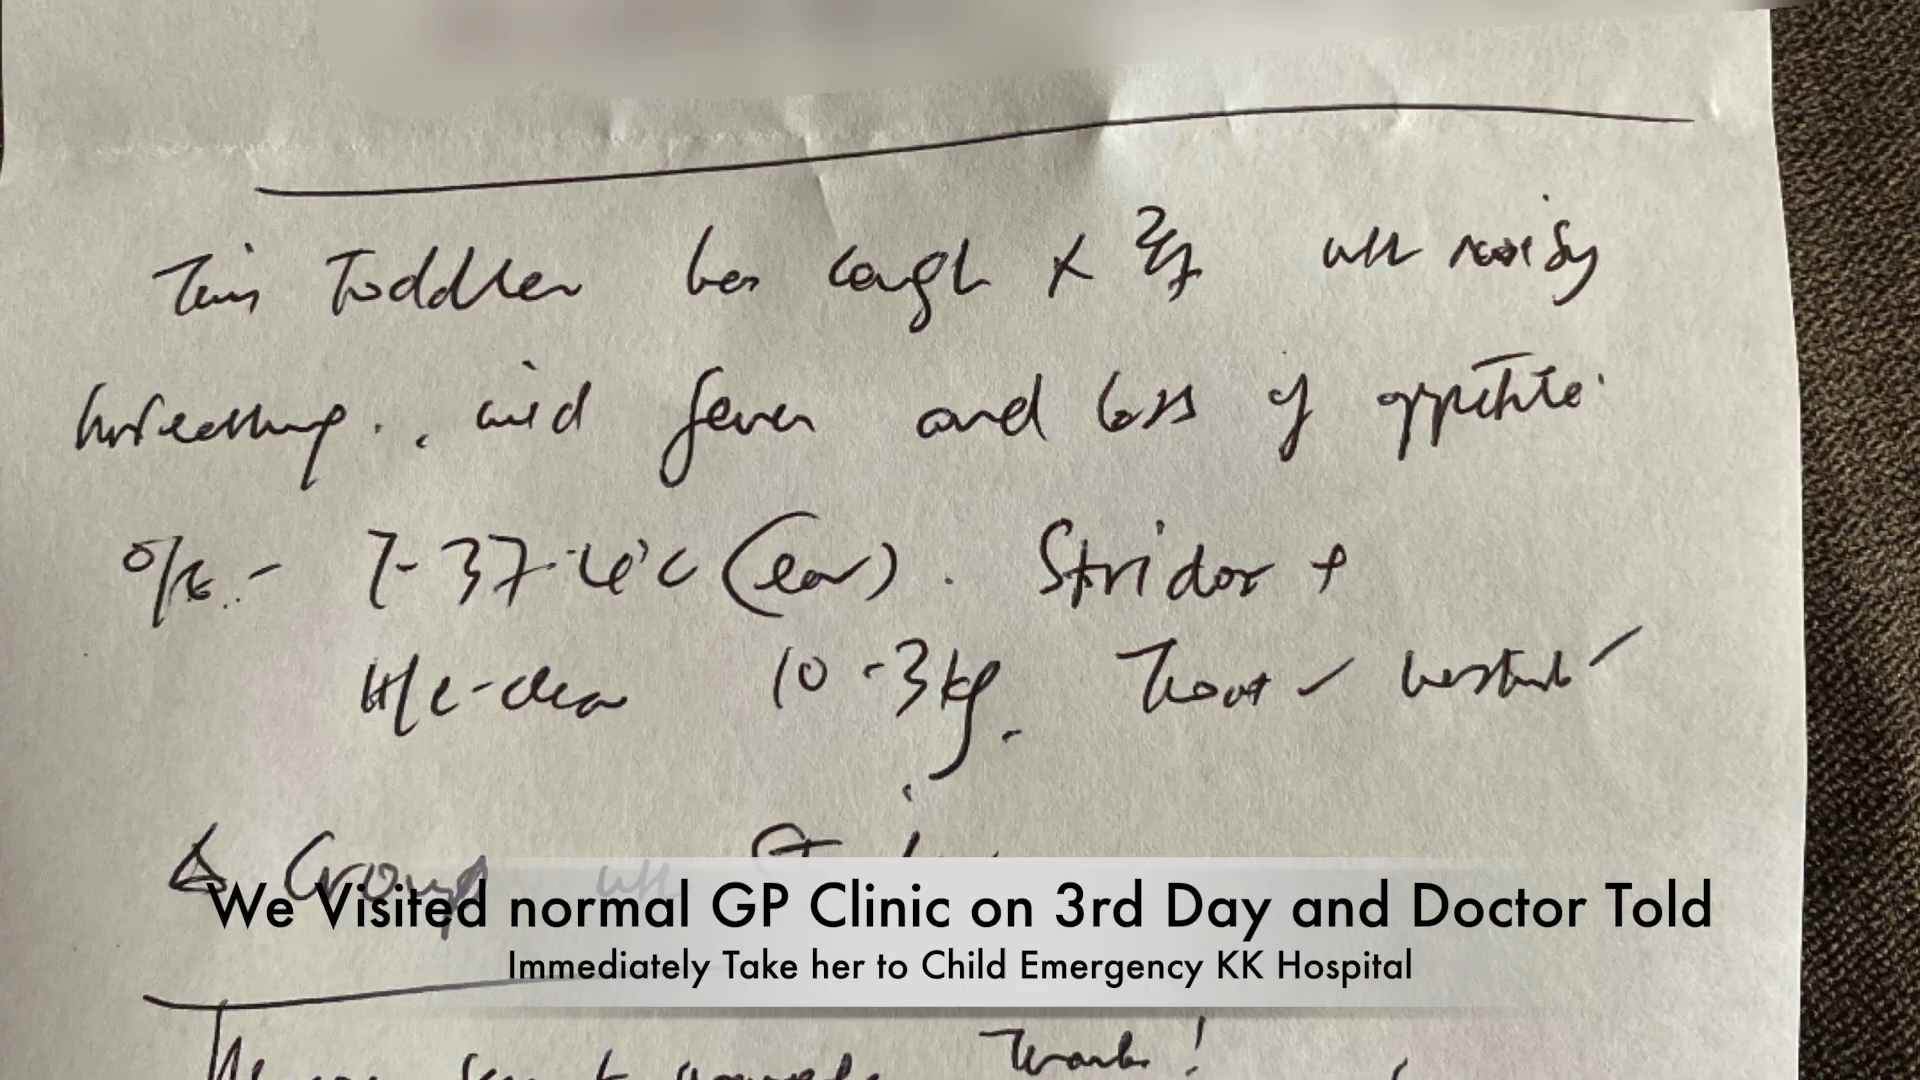 This Toddler has cough x 2/7 with noisy
breathing.. mild fever and loss of appetite.
O/E - T-37.4°C (ear). Stridor +
H/L-clear 10.3kg. Throat ✓
Croup with
We Visited normal GP Clinic on 3rd Day and Doctor Told
Immediately Take her to Child Emergency KK Hospital
Thanks!